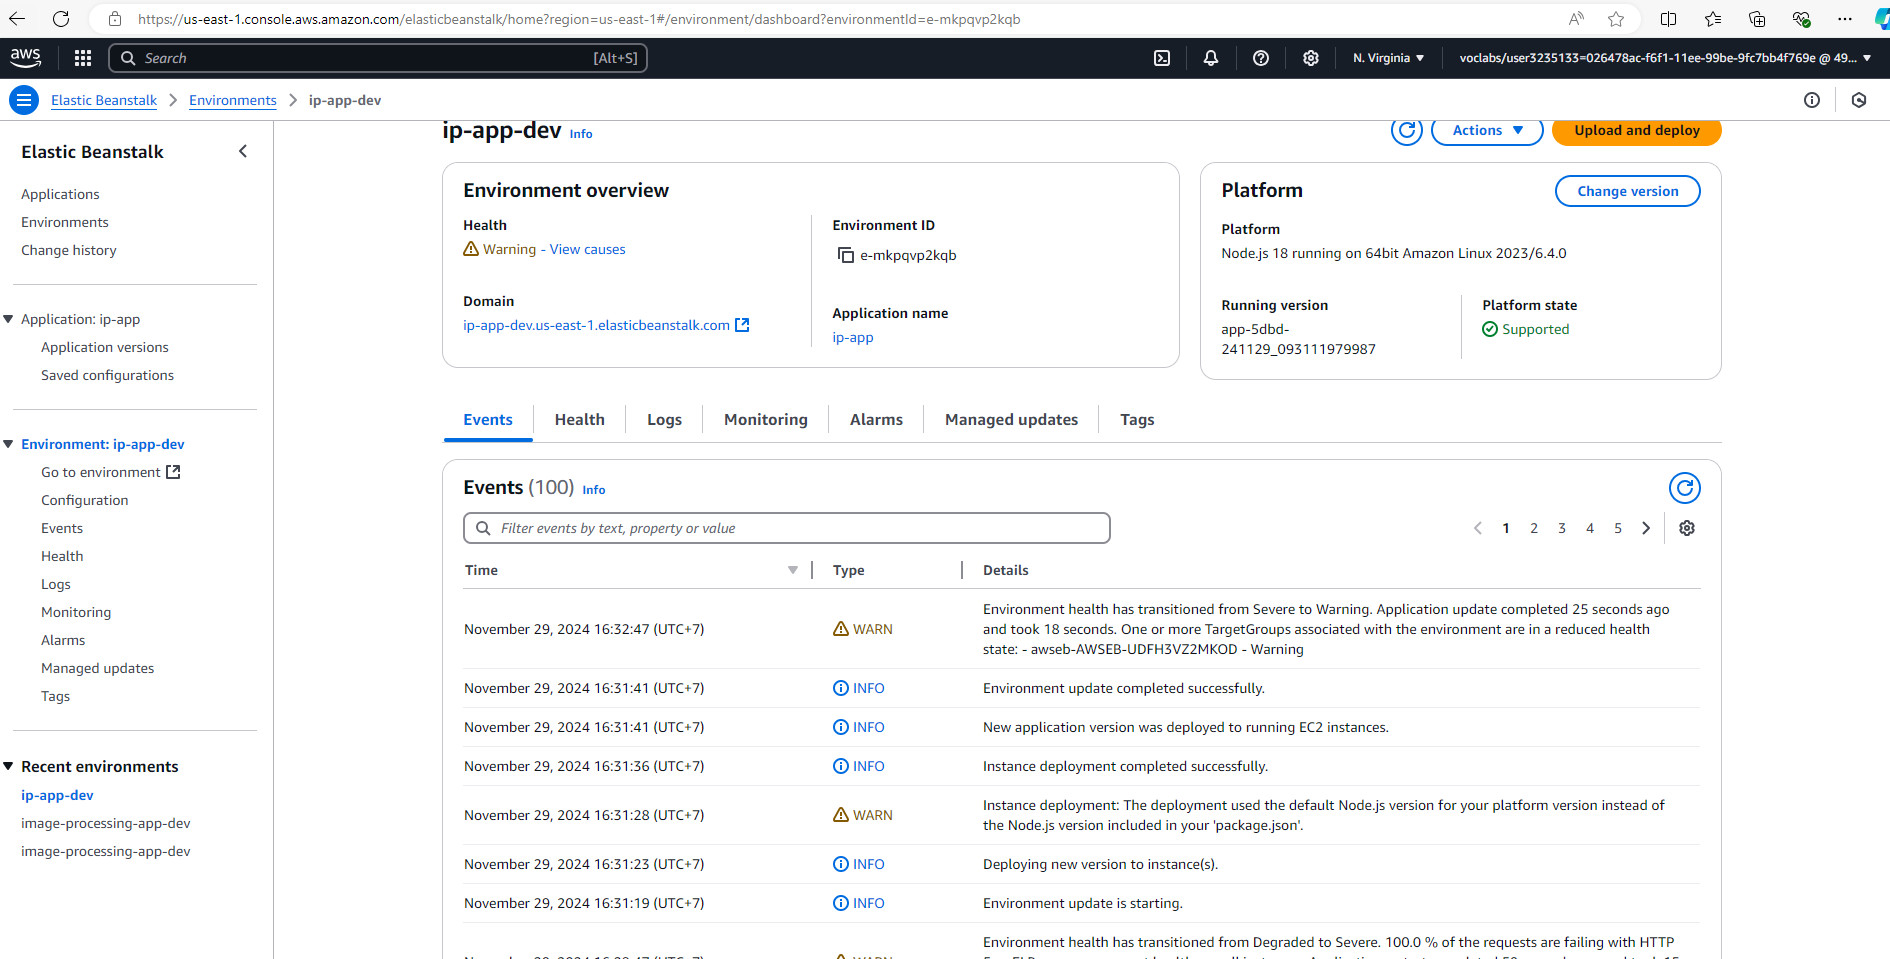 https://us-east-1.console.aws.amazon.com/elasticbeanstalk/home?region=us-east-1#/environment/dashboard?environmentId=e-mkpqvp2kqb
aws
Search
[Alt+S]
N. Virginia
voclabs/user3235133=026478ac-f6f1-11ee-99be-9fc7bb4f769e @ 49...
Elastic Beanstalk
Environments
ip-app-dev
Elastic Beanstalk
Applications
Environments
Change history
Application: ip-app
Application versions
Saved configurations
Environment: ip-app-dev
Go to environment
Configuration
Events
Health
Logs
Monitoring
Alarms
Managed updates
Tags
Recent environments
ip-app-dev
image-processing-app-dev
image-processing-app-dev
ip-app-dev Info
Actions
Upload and deploy
Environment overview
Health
Warning - View causes
Environment ID
e-mkpqvp2kqb
Domain
ip-app-dev.us-east-1.elasticbeanstalk.com
Application name
ip-app
Platform
Change version
Platform
Node.js 18 running on 64bit Amazon Linux 2023/6.4.0
Running version
app-5dbd-
241129_093111979987
Platform state
Supported
Events
Health
Logs
Monitoring
Alarms
Managed updates
Tags
Events (100) Info
Filter events by text, property or value
1 2 3 4 5
Time
Type
Details
November 29, 2024 16:32:47 (UTC+7)
WARN
Environment health has transitioned from Severe to Warning. Application update completed 25 seconds ago
and took 18 seconds. One or more TargetGroups associated with the environment are in a reduced health
state: - awseb-AWSEB-UDFH3VZ2MKOD - Warning
November 29, 2024 16:31:41 (UTC+7)
INFO
Environment update completed successfully.
November 29, 2024 16:31:41 (UTC+7)
INFO
New application version was deployed to running EC2 instances.
November 29, 2024 16:31:36 (UTC+7)
INFO
Instance deployment completed successfully.
November 29, 2024 16:31:28 (UTC+7)
WARN
Instance deployment: The deployment used the default Node.js version for your platform version instead of
the Node.js version included in your 'package.json'.
November 29, 2024 16:31:23 (UTC+7)
INFO
Deploying new version to instance(s).
November 29, 2024 16:31:19 (UTC+7)
INFO
Environment update is starting.
Environment health has transitioned from Degraded to Severe. 100.0 % of the requests are failing with HTTP